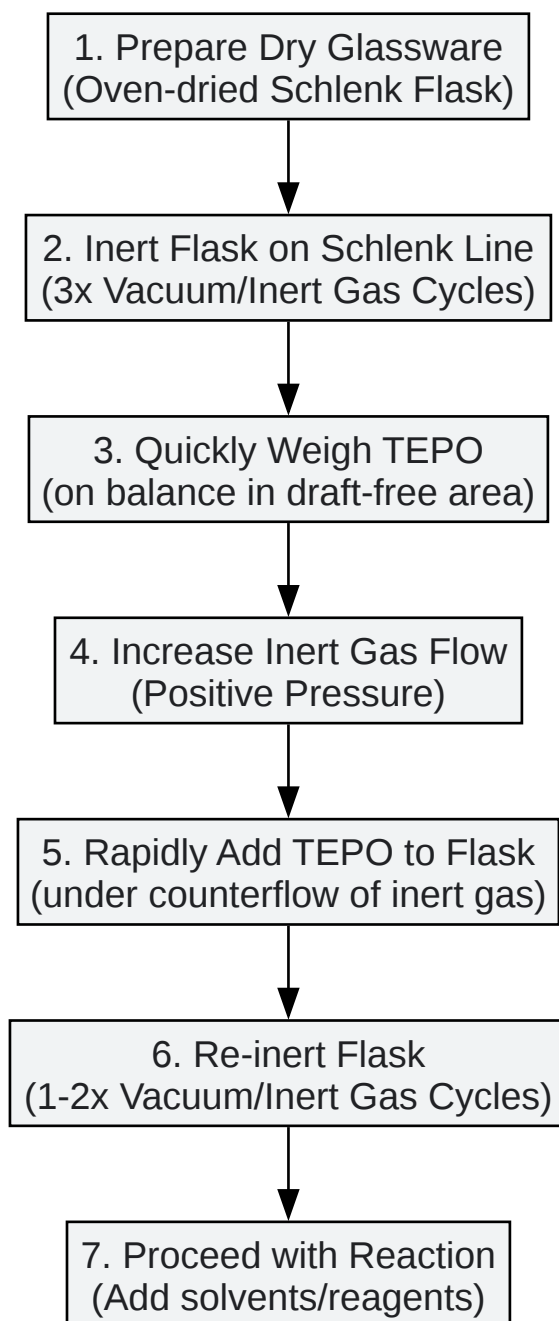 1. Prepare Dry Glassware
(Oven-dried Schlenk Flask)
2. Inert Flask on Schlenk Line
(3x Vacuum/Inert Gas Cycles)
3. Quickly Weigh TEPO
(on balance in draft-free area)
4. Increase Inert Gas Flow
(Positive Pressure)
5. Rapidly Add TEPO to Flask
(under counterflow of inert gas)
6. Re-inert Flask
(1-2x Vacuum/Inert Gas Cycles)
7. Proceed with Reaction
(Add solvents/reagents)